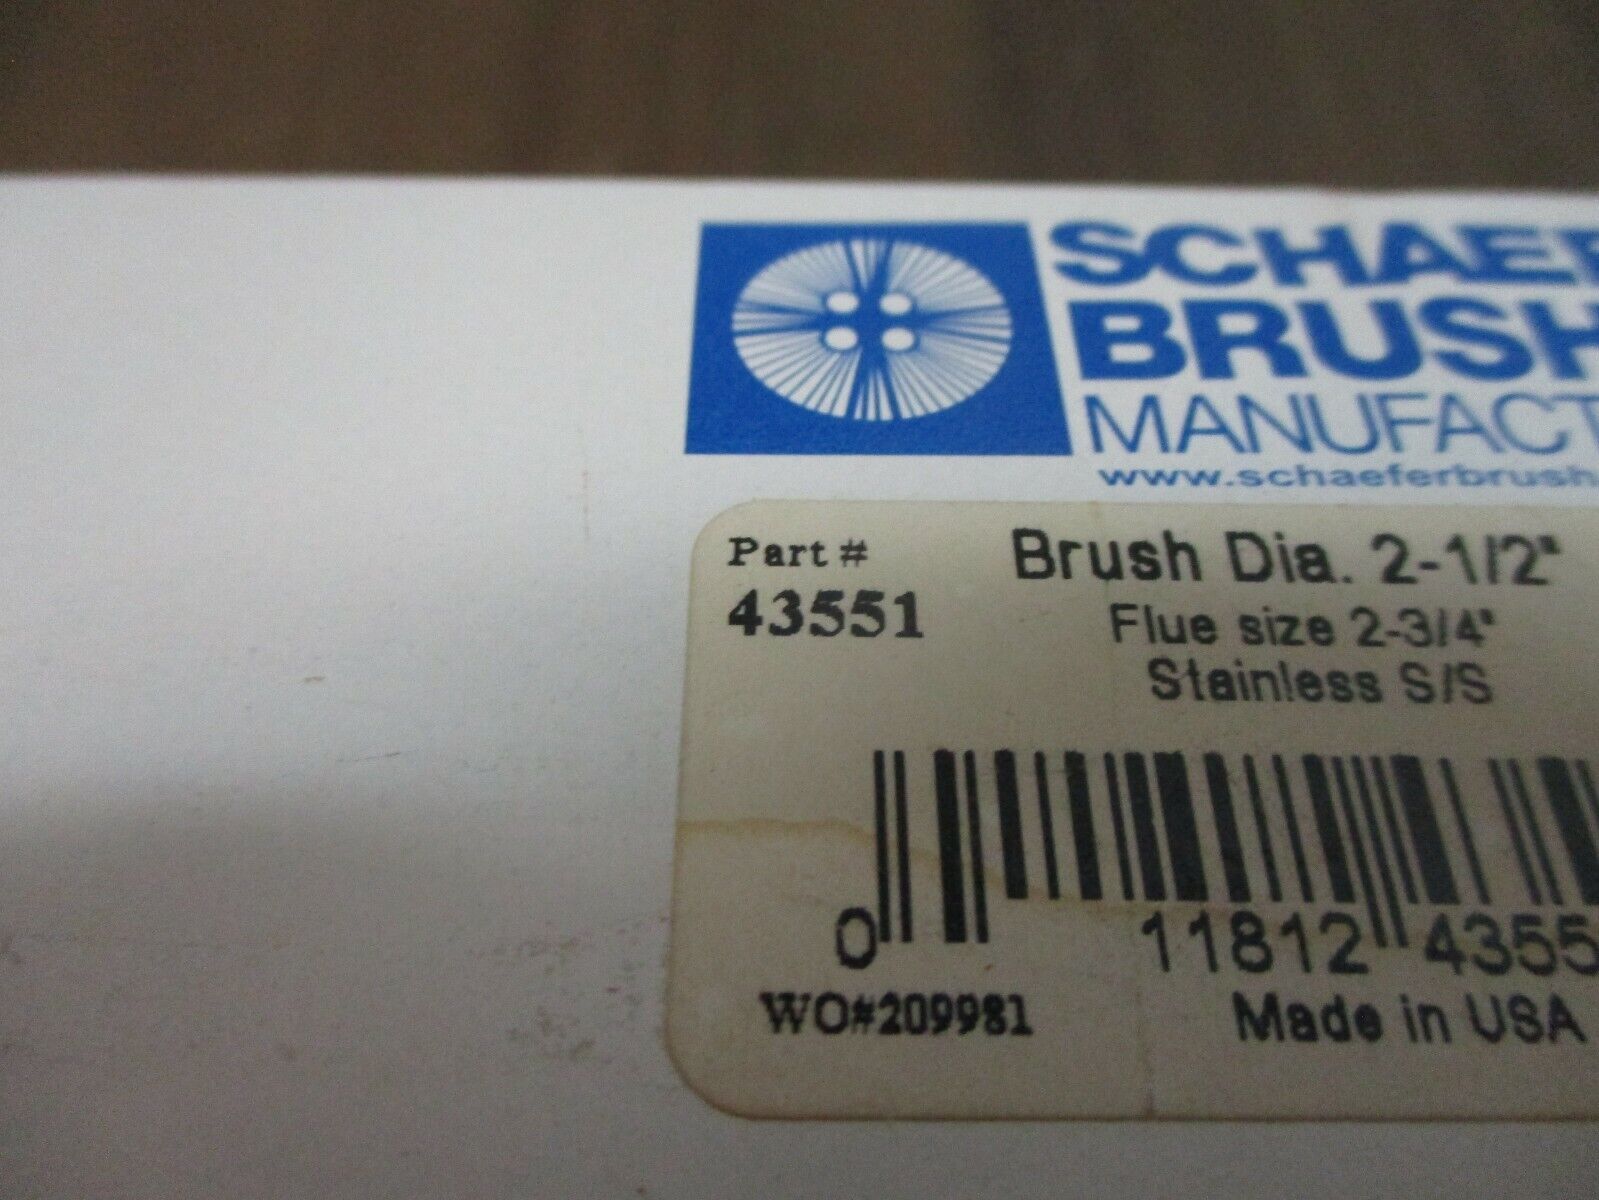 SCHAEF
BRUSH
MANUFACT
www.schaeferbrush.
Part #
43551
Brush Dia. 2-1/2"
Flue size 2-3/4"
Stainless S/S
0 11812 4355
WO#209981
Made in USA